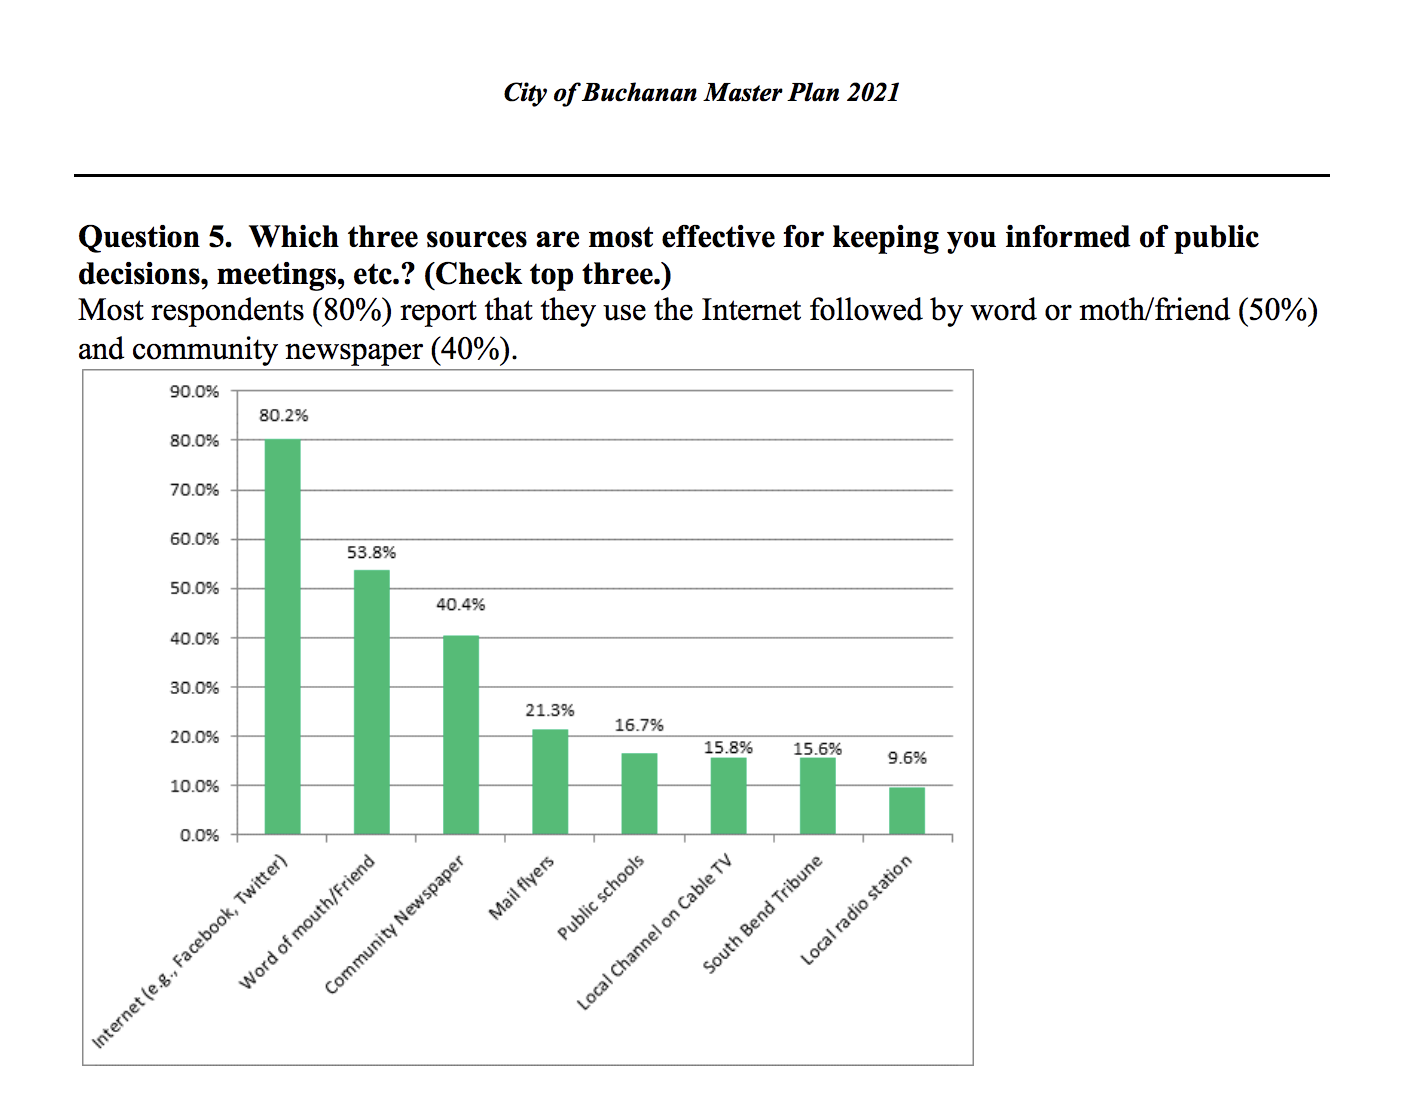 City of Buchanan Master Plan 2021
Question 5. Which three sources are most effective for keeping you informed of public
decisions, meetings, etc.? (Check top three.)
Most respondents (80%) report that they use the Internet followed by word or moth/friend (50%)
and community newspaper (40%).
90.0%
80.0%
70.0%
60.0%
50.0%
40.0%
30.0%
20.0%
10.0%
0.0%
80.2%
53.8%
40.4%
21.3%
16.7%
15.8%
15.6%
9.6%
Internet (e.g., Facebook, Twitter)
Word of mouth/Friend
Community Newspaper
Mail flyers
Public schools
Local Channel on Cable TV
South Bend Tribune
Local radio station